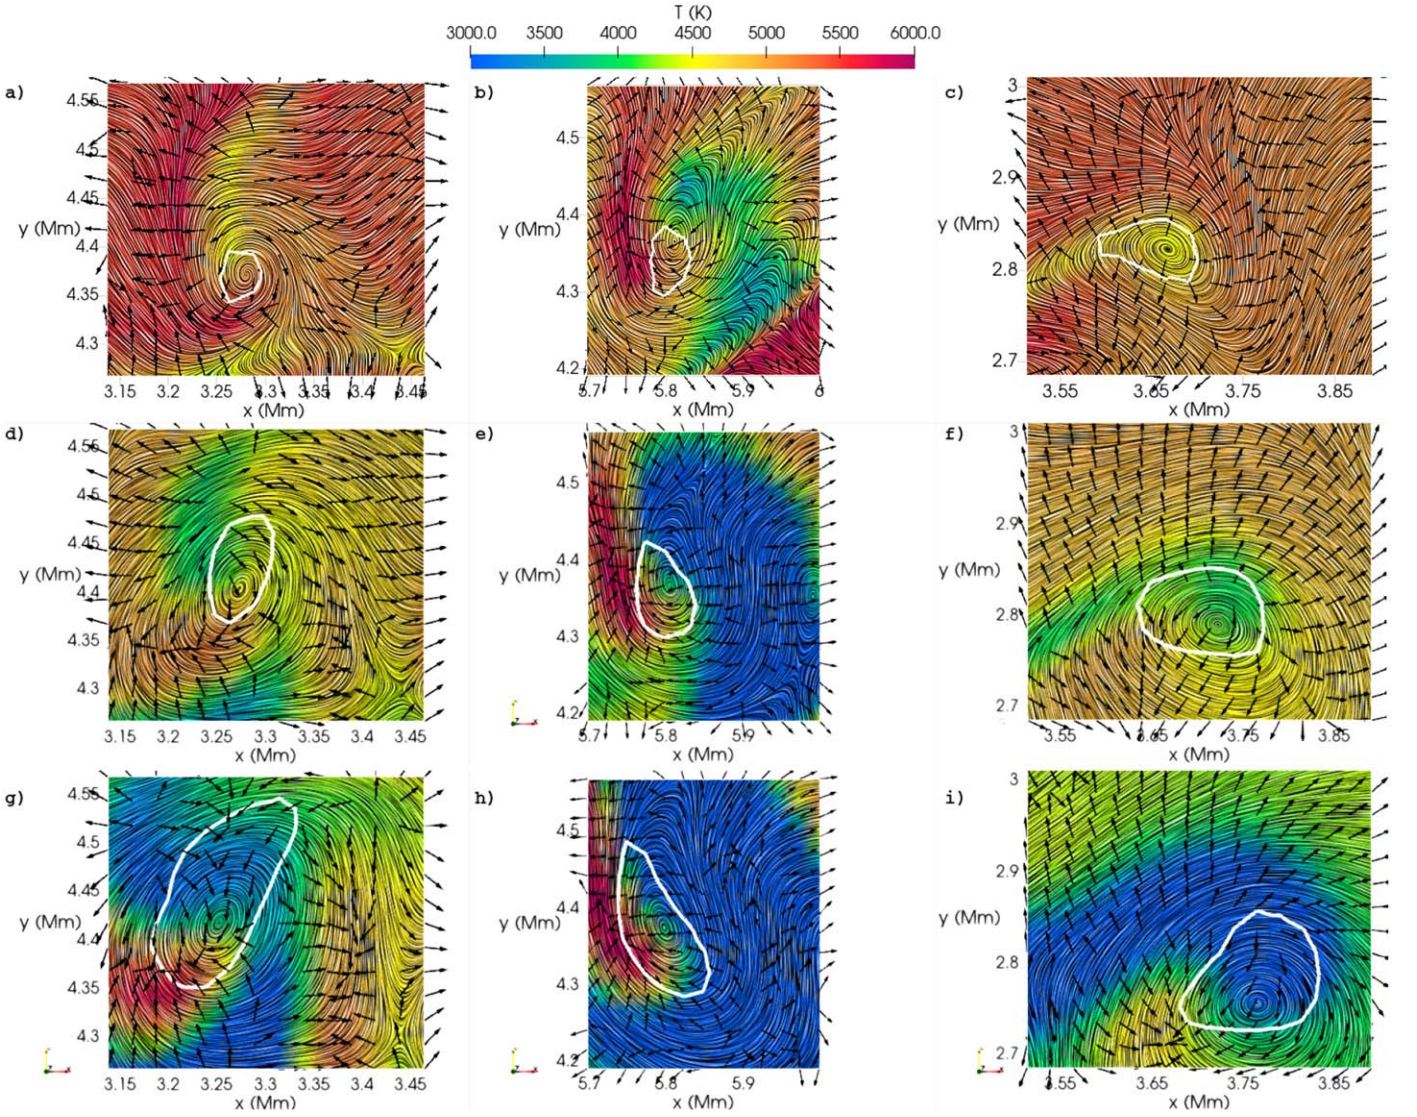 T (K)
3000.0 3500 4000 4500 5000 5500 6000.0
a)
4.55
4.5
4.45
y (Mm)
4.4
4.35
4.3
3.15 3.2 3.25 3.3 3.35 3.4 3.45
x (Mm)
b)
4.5
4.4
y (Mm)
4.3
4.2
5.7 5.8 5.9 6
x (Mm)
c)
3
2.9
y (Mm)
2.8
2.7
3.55 3.65 3.75 3.85
x (Mm)
d)
4.55
4.5
4.45
y (Mm)
4.4
4.35
4.3
3.15 3.2 3.25 3.3 3.35 3.4 3.45
x (Mm)
e)
4.5
4.4
y (Mm)
4.3
4.2
5.7 5.8 5.9
x (Mm)
f)
3
2.9
y (Mm)
2.8
2.7
3.55 3.65 3.75 3.85
x (Mm)
g)
4.55
4.5
4.45
y (Mm)
4.4
4.35
4.3
3.15 3.2 3.25 3.3 3.35 3.4 3.45
x (Mm)
h)
4.5
4.4
y (Mm)
4.3
4.2
5.7 5.8 5.9
x (Mm)
i)
3
2.9
y (Mm)
2.8
2.7
3.55 3.65 3.75 3.85
x (Mm)